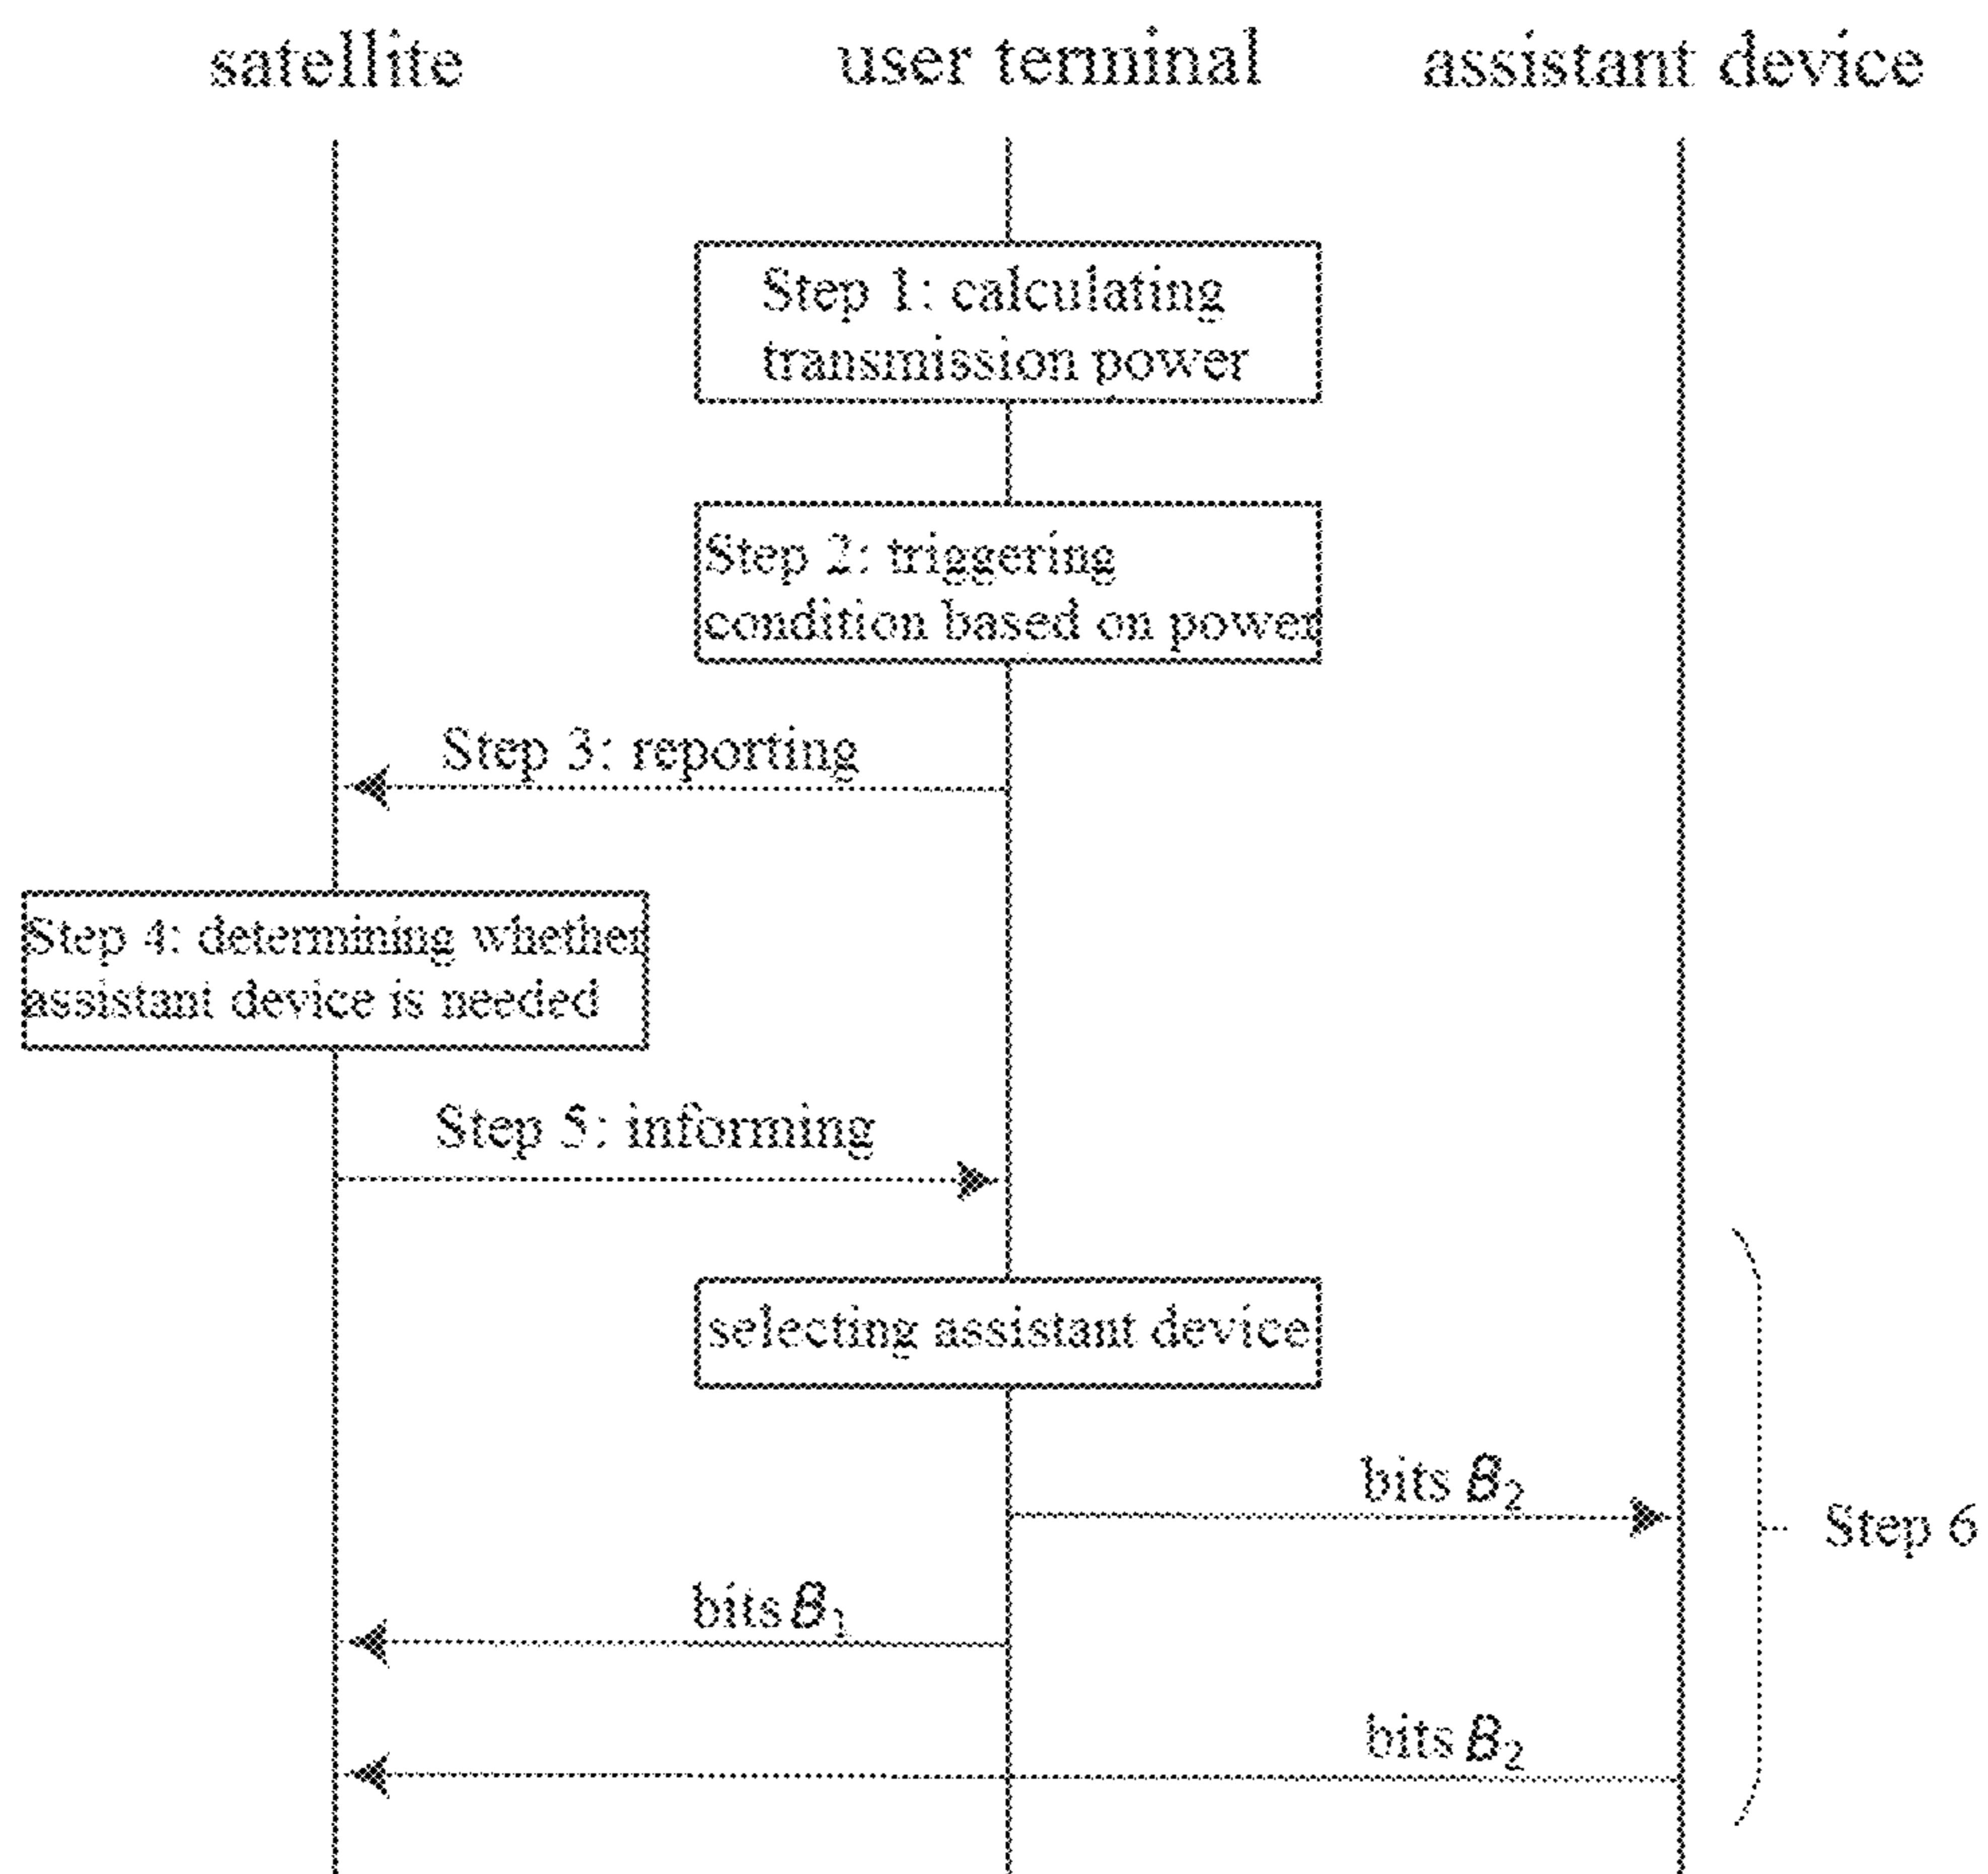 satellite user terminal assistant device
Step 1: calculating
transmission power
Step 2: triggering
condition based on power
Step 3: reporting
Step 4: determining whether
assistant device is needed
Step 5: informing
selecting assistant device
bits B₂
Step 6
bits B₁
bits B₂